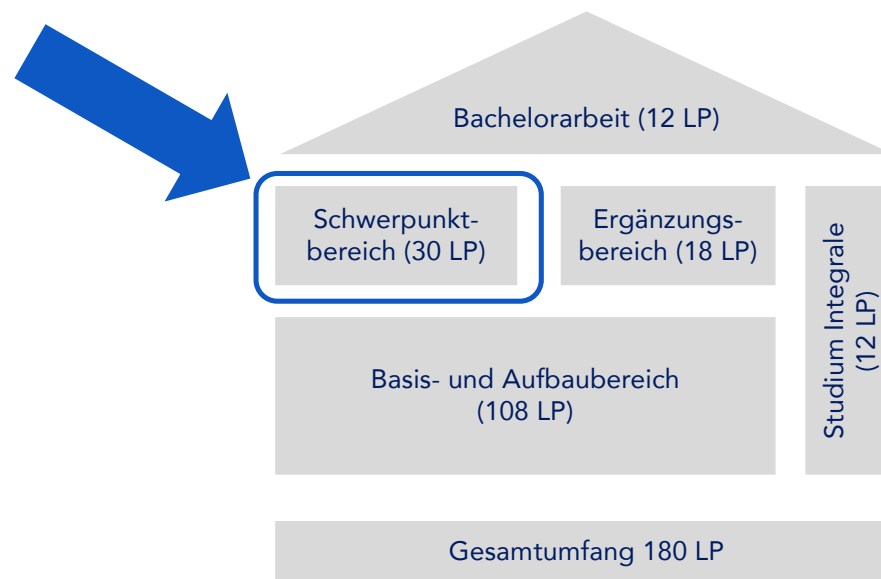 Bachelorarbeit (12 LP)
Schwerpunkt-
bereich (30 LP)
Ergänzungs-
bereich (18 LP)
Studium Integrale
(12 LP)
Basis- und Aufbaubereich
(108 LP)
Gesamtumfang 180 LP